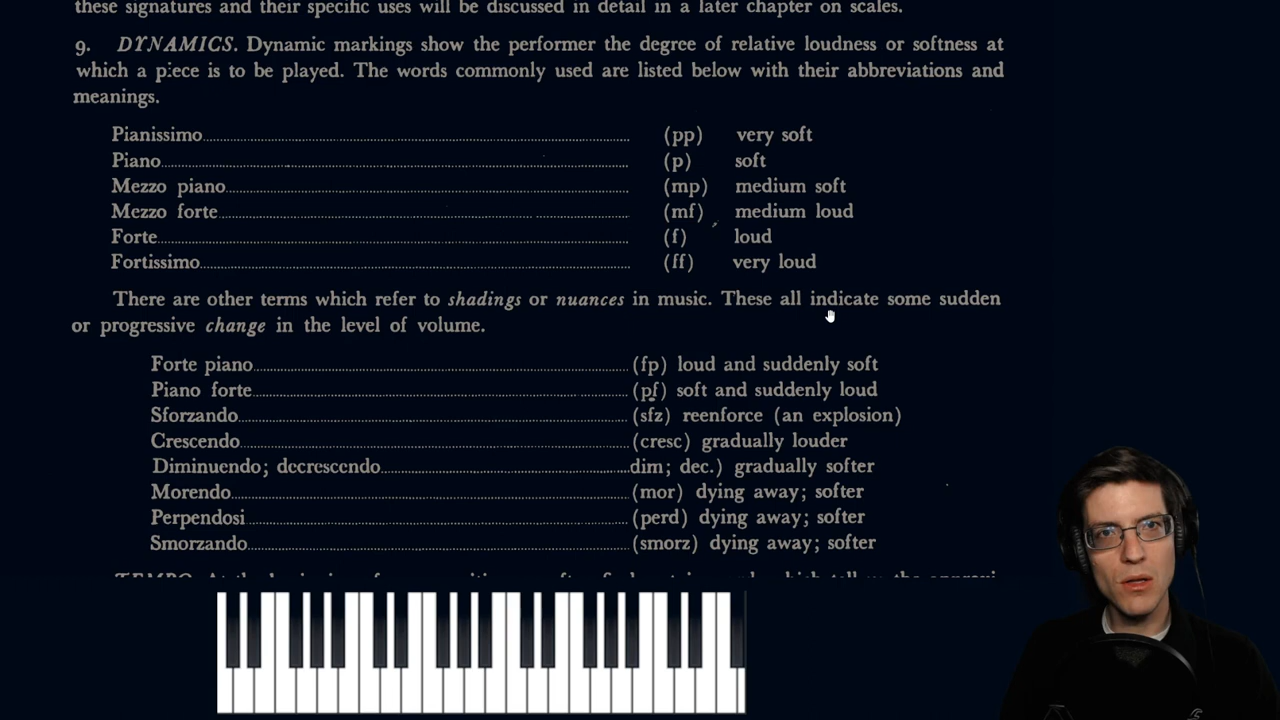 these signatures and their specific uses will be discussed in detail in a later chapter on scales.
9. DYNAMICS. Dynamic markings show the performer the degree of relative loudness or softness at
which a piece is to be played. The words commonly used are listed below with their abbreviations and
meanings.
Pianissimo (pp) very soft
Piano (p) soft
Mezzo piano (mp) medium soft
Mezzo forte (mf) medium loud
Forte (f) loud
Fortissimo (ff) very loud
There are other terms which refer to shadings or nuances in music. These all indicate some sudden
or progressive change in the level of volume.
Forte piano (fp) loud and suddenly soft
Piano forte (pf) soft and suddenly loud
Sforzando (sfz) reenforce (an explosion)
Crescendo (cresc) gradually louder
Diminuendo; decrescendo dim; dec.) gradually softer
Morendo (mor) dying away; softer
Perpendosi (perd) dying away; softer
Smorzando (smorz) dying away; softer
TEMPO.